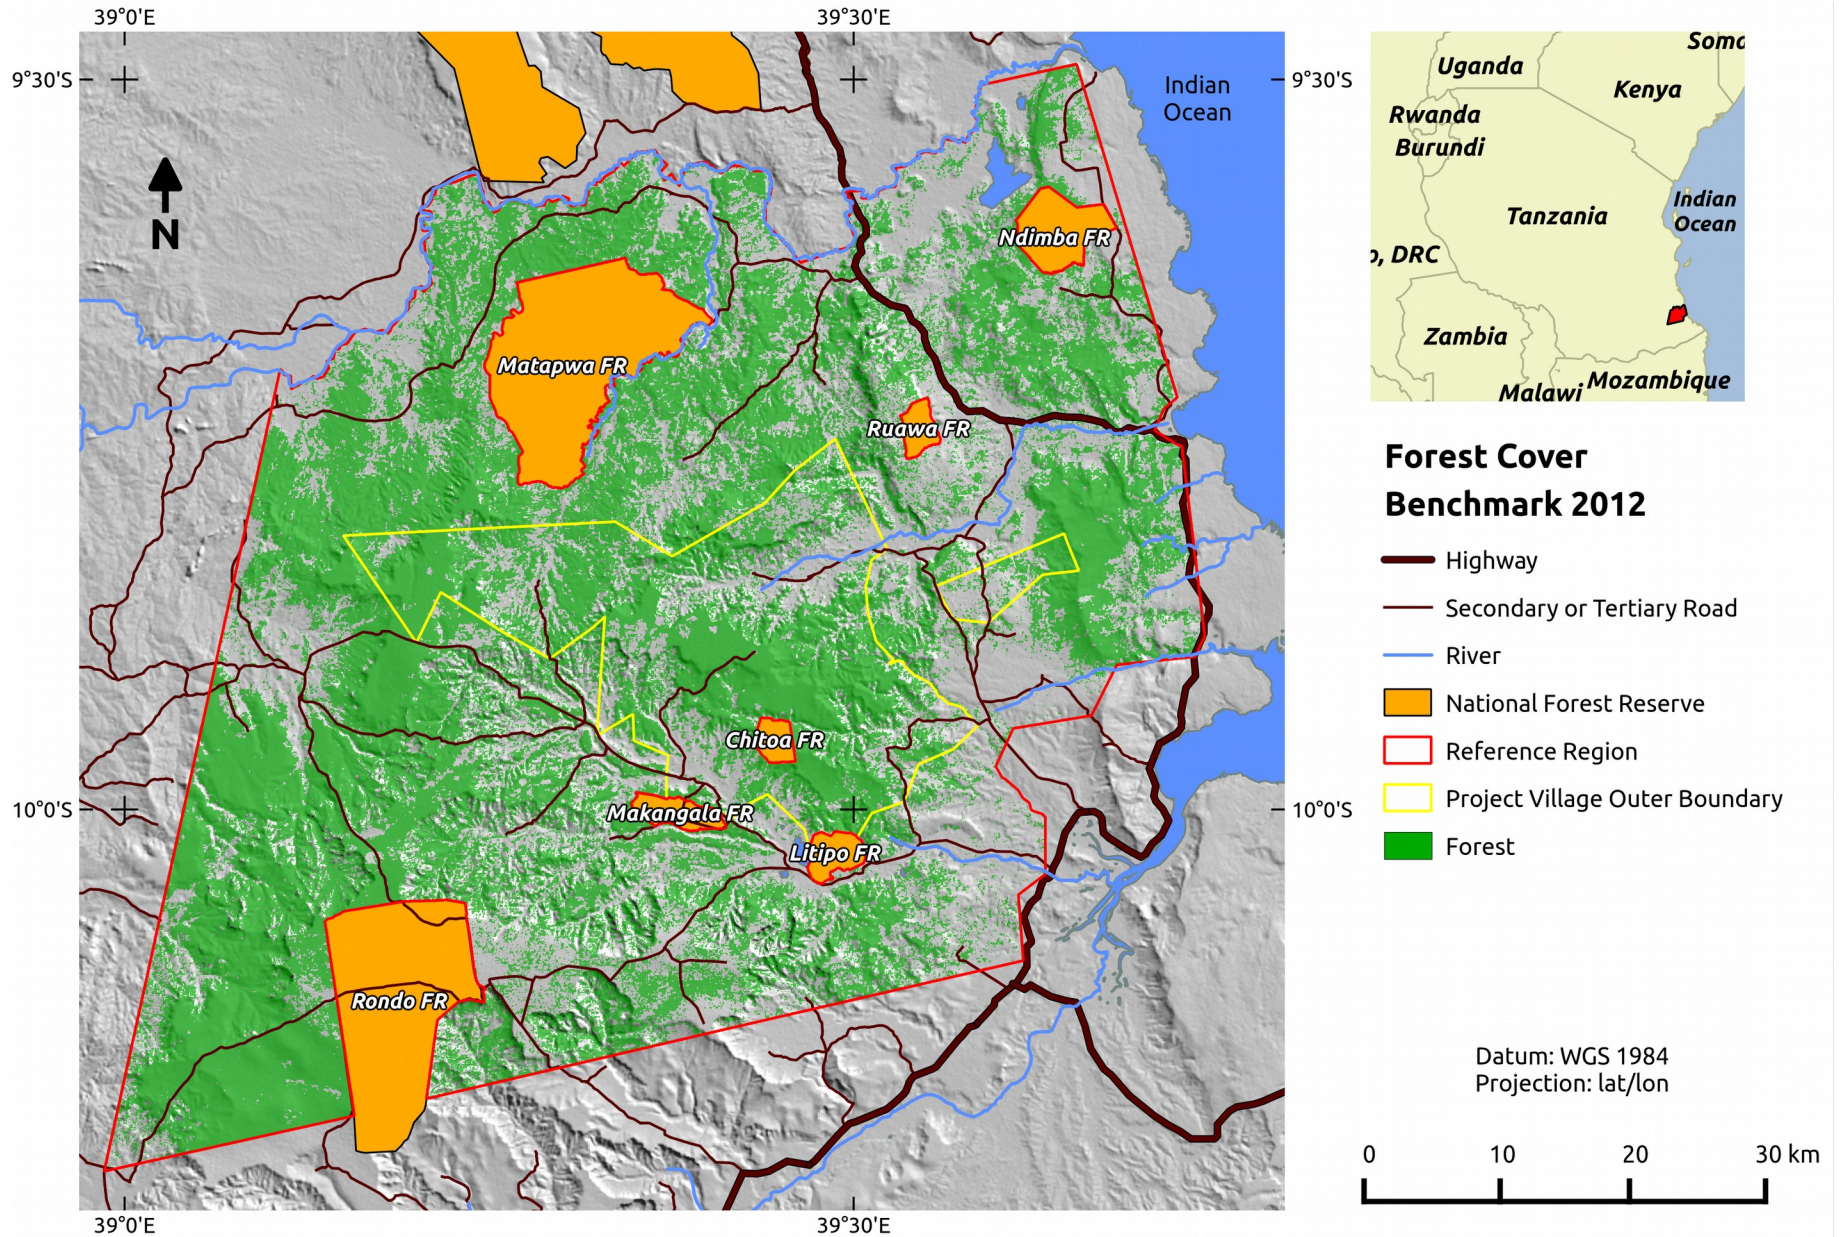 39°0'E
39°30'E
9°30'S
9°30'S
Indian
Ocean
N
Ndimba FR
Matapwa FR
Ruawa FR
Chitoa FR
Makangala FR
Litipo FR
Rondo FR
10°0'S
10°0'S
39°0'E
39°30'E
Soma
Uganda
Kenya
Rwanda
Burundi
Indian
Ocean
Tanzania
o, DRC
Zambia
Malawi
Mozambique
Forest Cover
Benchmark 2012
Highway
Secondary or Tertiary Road
River
National Forest Reserve
Reference Region
Project Village Outer Boundary
Forest
Datum: WGS 1984
Projection: lat/lon
0 10 20 30 km